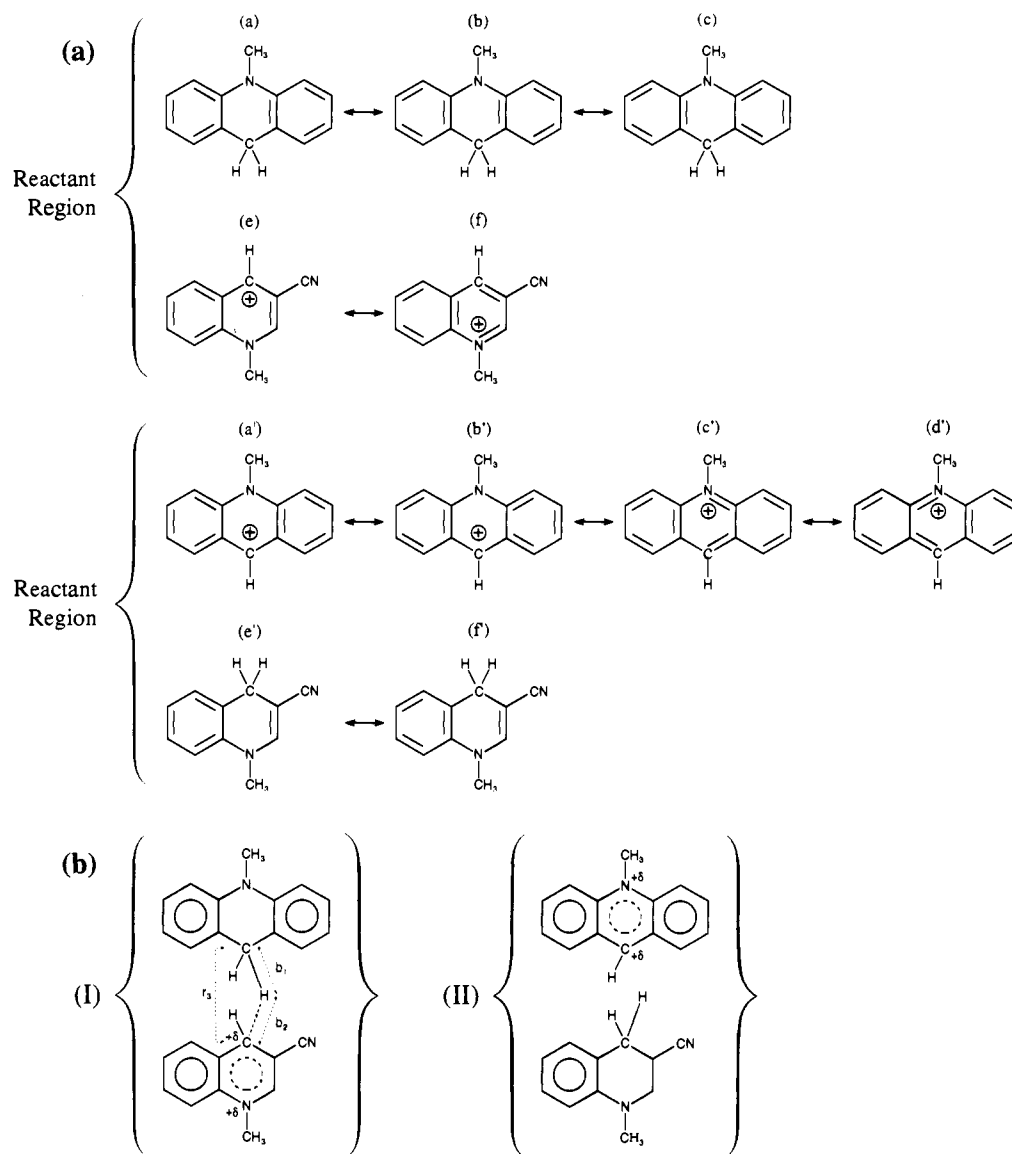 (a) (b) (c)
(a)
CH3 CH3 CH3
N N N
C C C
H H H H H H
Reactant
Region
(e) (f)
H H
C CN C CN
⊕ ⊕
N N
CH3 CH3
(a') (b') (c') (d')
CH3 CH3 CH3 CH3
N N N N
⊕ ⊕ ⊕ ⊕
C C C C
H H H H
Reactant
Region
(e') (f')
H H H H
C CN C CN
N N
CH3 CH3
(b)
CH3 CH3
N N +δ
C C +δ
H b1 H
(I) r3 H (II) H H
H b2
+δ C CN C CN
+δ N N
CH3 CH3